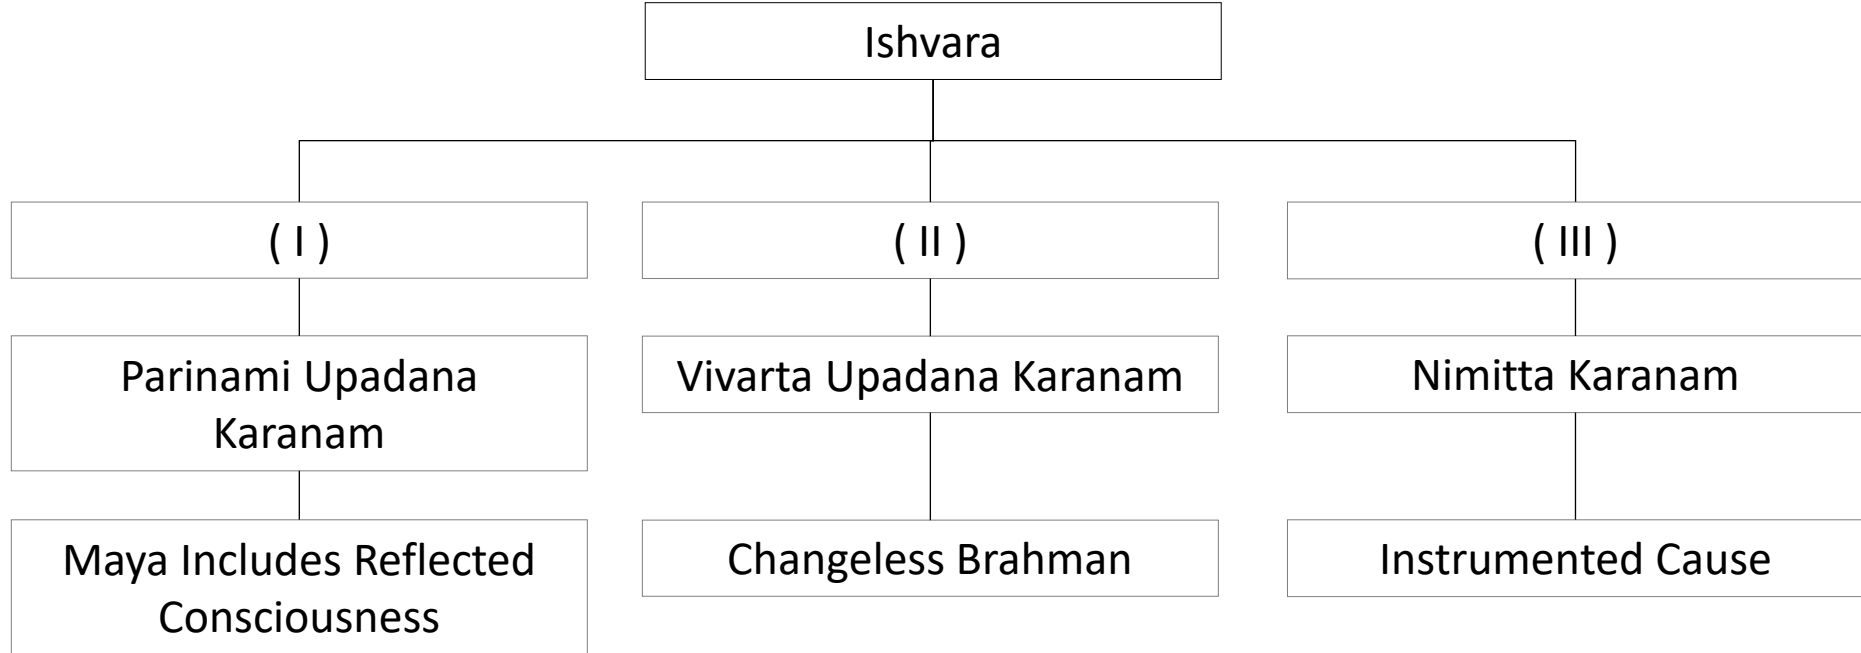 Ishvara
( I )
( II )
( III )
Parinami Upadana
Karanam
Vivarta Upadana Karanam
Nimitta Karanam
Maya Includes Reflected
Consciousness
Changeless Brahman
Instrumented Cause